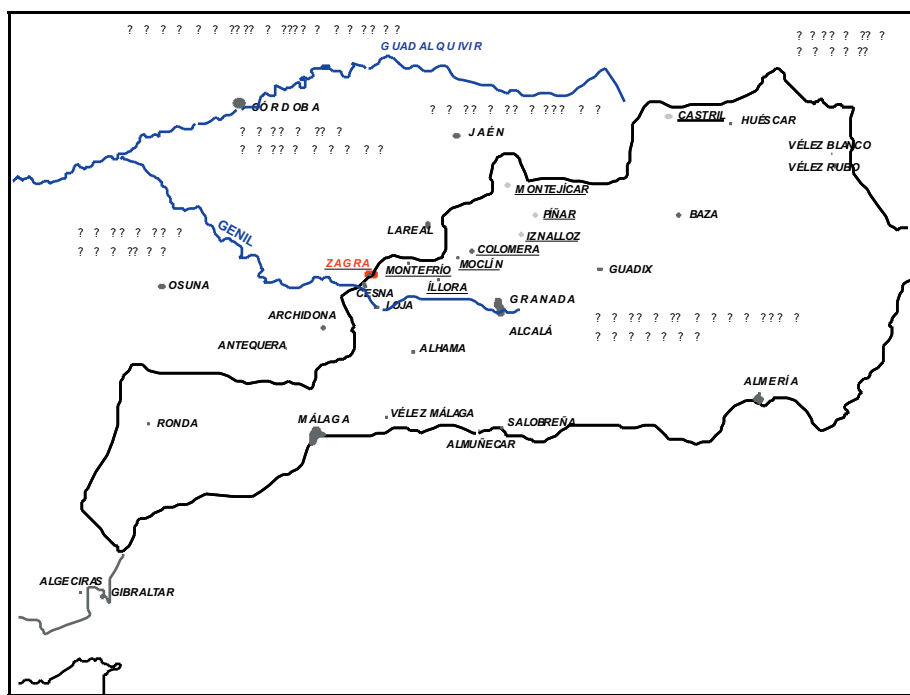 ? ? ? ? ? ? ???? ? ????? ? ? ? ????
GUADALQUIVIR
? ? ?? ? ?? ?
? ? ? ? ??
CÓRDOBA
? ? ?? ? ?? ? ??? ? ?
CASTRIL
HUÉSCAR
? ? ?? ? ?? ?
? ? ??? ? ? ? ? ?
JAÉN
VÉLEZ BLANCO
VÉLEZ RUBO
MONTEJÍCAR
PÍÑAR
BAZA
GENIL
LAREAL
IZNALLOZ
? ? ?? ? ?? ?
? ? ? ?? ? ?
COLOMERA
ZAGRA
MONTEFRÍO
MOCLÍN
GUADIX
OSUNA
CESNA
ÍLLORA
LOJA
GRANADA
ARCHIDONA
ALCALÁ
? ? ?? ? ?? ? ? ? ? ??? ?
? ? ? ? ? ? ?
ANTEQUERA
ALHAMA
ALMERÍA
RONDA
MÁLAGA
VÉLEZ MÁLAGA
SALOBREÑA
ALMUÑECAR
ALGECIRAS
GIBRALTAR